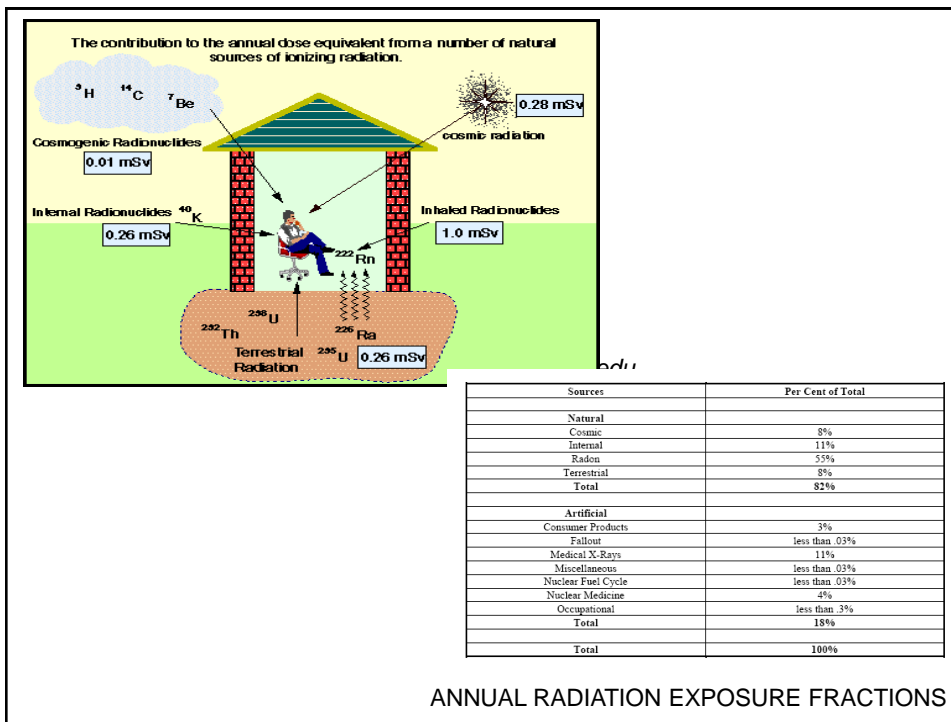 The contribution to the annual dose equivalent from a number of natural
sources of ionizing radiation.
³H ¹⁴C ⁷Be
0.28 mSv
cosmic radiation
Cosmogenic Radionuclides
0.01 mSv
Internal Radionuclides ⁴⁰K
0.26 mSv
Inhaled Radionuclides
1.0 mSv
²²²Rn
²³⁸U
²³²Th
²²⁶Ra
Terrestrial
Radiation
²³⁵U 0.26 mSv
Sources Per Cent of Total
Natural
Cosmic 8%
Internal 11%
Radon 55%
Terrestrial 8%
Total 82%
Artificial
Consumer Products 3%
Fallout less than .03%
Medical X-Rays 11%
Miscellaneous less than .03%
Nuclear Fuel Cycle less than .03%
Nuclear Medicine 4%
Occupational less than .3%
Total 18%
Total 100%
ANNUAL RADIATION EXPOSURE FRACTIONS